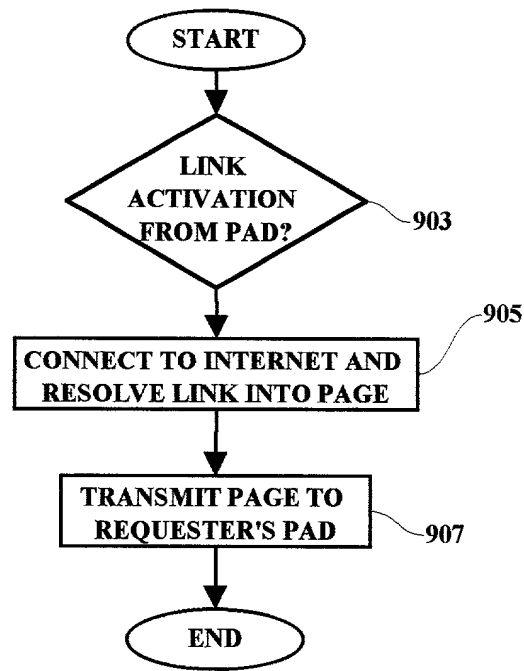 START
LINK
ACTIVATION
FROM PAD?
903
905
CONNECT TO INTERNET AND
RESOLVE LINK INTO PAGE
TRANSMIT PAGE TO
REQUESTER'S PAD
907
END